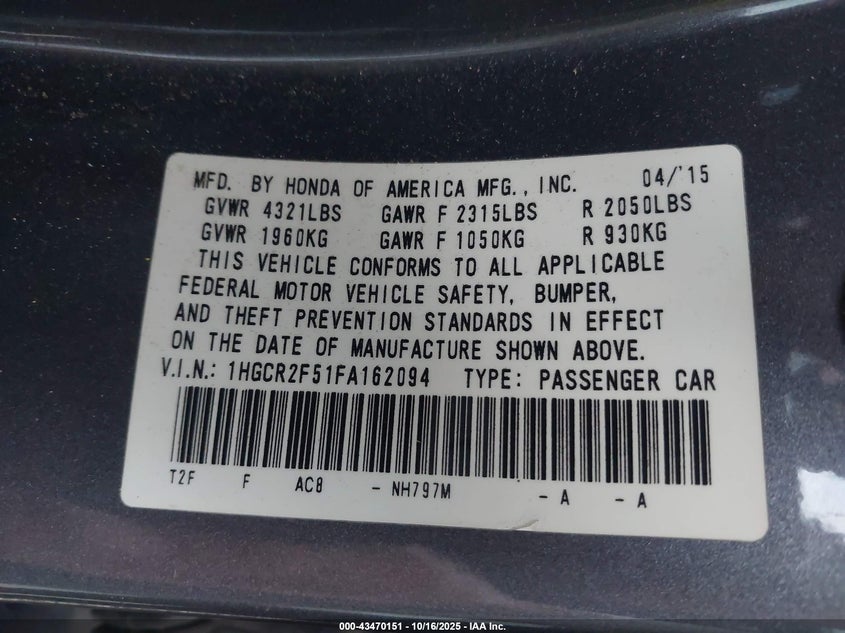 MFD. BY HONDA OF AMERICA MFG., INC. 04/'15
GVWR 4321LBS GAWR F 2315LBS R 2050LBS
GVWR 1960KG GAWR F 1050KG R 930KG
THIS VEHICLE CONFORMS TO ALL APPLICABLE
FEDERAL MOTOR VEHICLE SAFETY, BUMPER,
AND THEFT PREVENTION STANDARDS IN EFFECT
ON THE DATE OF MANUFACTURE SHOWN ABOVE.
V.I.N.: 1HGCR2F51FA162094 TYPE: PASSENGER CAR
T2F F AC8 - NH797M - A - A
000-43470151 - 10/16/2025 - IAA Inc.